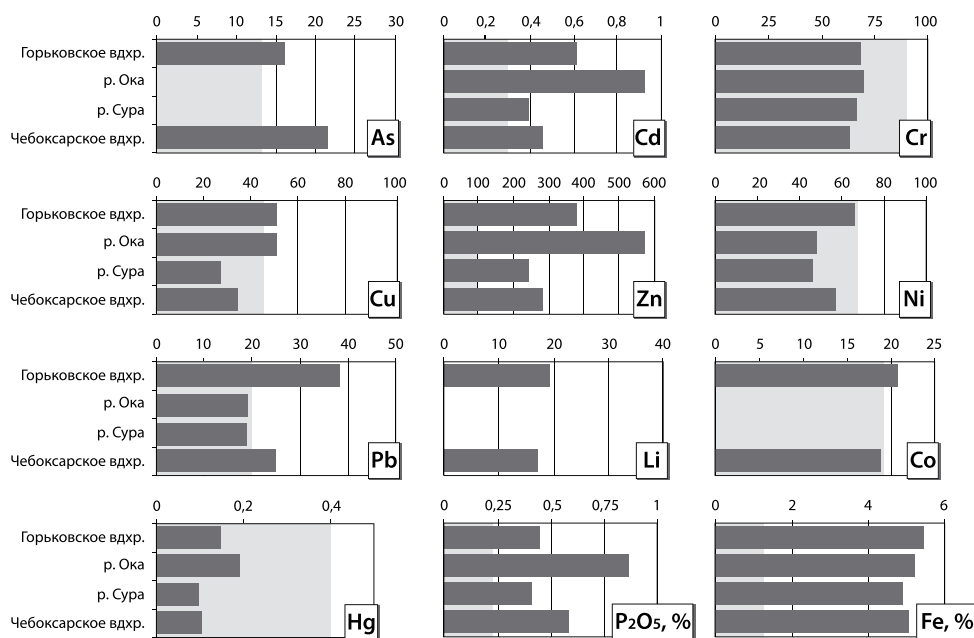 0 5 10 15 20 25 30
0 0,2 0,4 0,6 0,8 1
0 25 50 75 100
Горьковское вдхр.
р. Ока
р. Сура
Чебоксарское вдхр.
As
Cd
Cr
0 20 40 60 80 100
0 100 200 300 400 500 600
0 20 40 60 80 100
Горьковское вдхр.
р. Ока
р. Сура
Чебоксарское вдхр.
Cu
Zn
Ni
0 10 20 30 40 50
0 10 20 30 40
0 5 10 15 20 25
Горьковское вдхр.
р. Ока
р. Сура
Чебоксарское вдхр.
Pb
Li
Co
0 0,2 0,4
0 0,25 0,5 0,75 1
0 2 4 6
Горьковское вдхр.
р. Ока
р. Сура
Чебоксарское вдхр.
Hg
P₂O₅, %
Fe, %